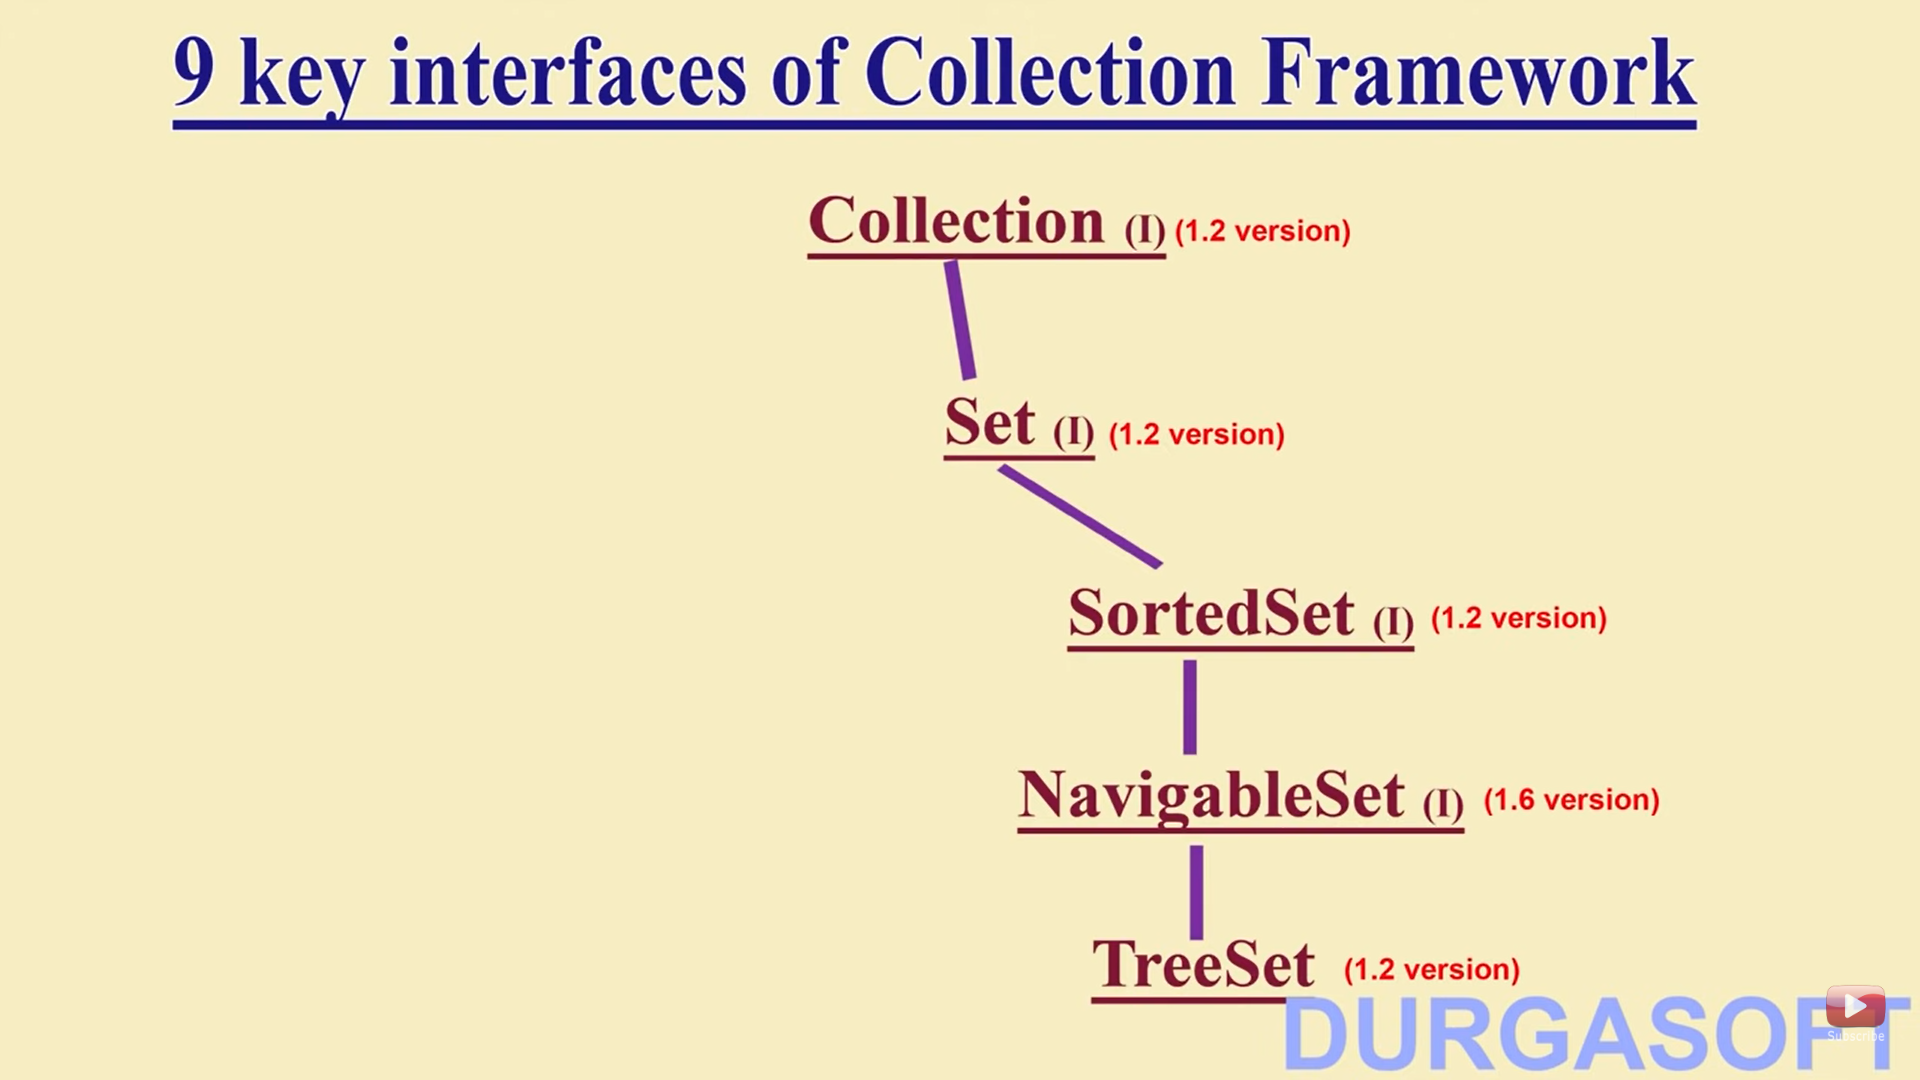 9 key interfaces of Collection Framework
Collection (I) (1.2 version)
Set (I) (1.2 version)
SortedSet (I) (1.2 version)
NavigableSet (I) (1.6 version)
TreeSet (1.2 version)
DURGASOFT
Subscribe